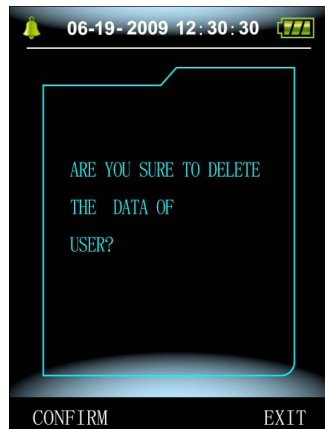 06-19-2009 12:30:30
ARE YOU SURE TO DELETE
THE DATA OF
USER?
CONFIRM EXIT